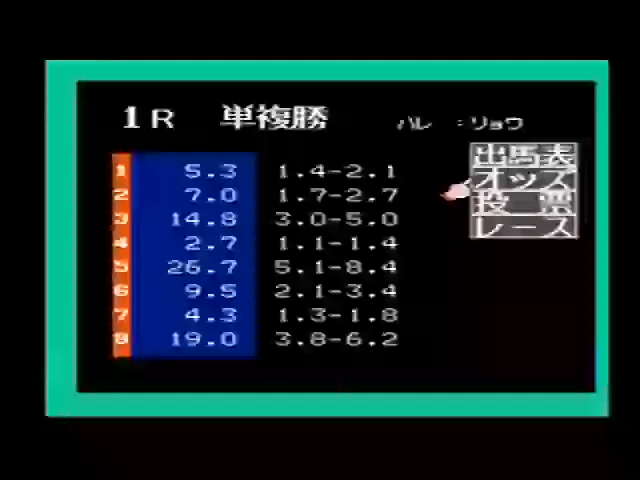 1R 単複勝 ハレ :リョウ
1 5.3 1.4-2.1
2 7.0 1.7-2.7
3 14.8 3.0-5.0
4 2.7 1.1-1.4
5 26.7 5.1-8.4
6 9.5 2.1-3.4
7 4.3 1.3-1.8
8 19.0 3.8-6.2
出馬表
オッズ
投 票
レース